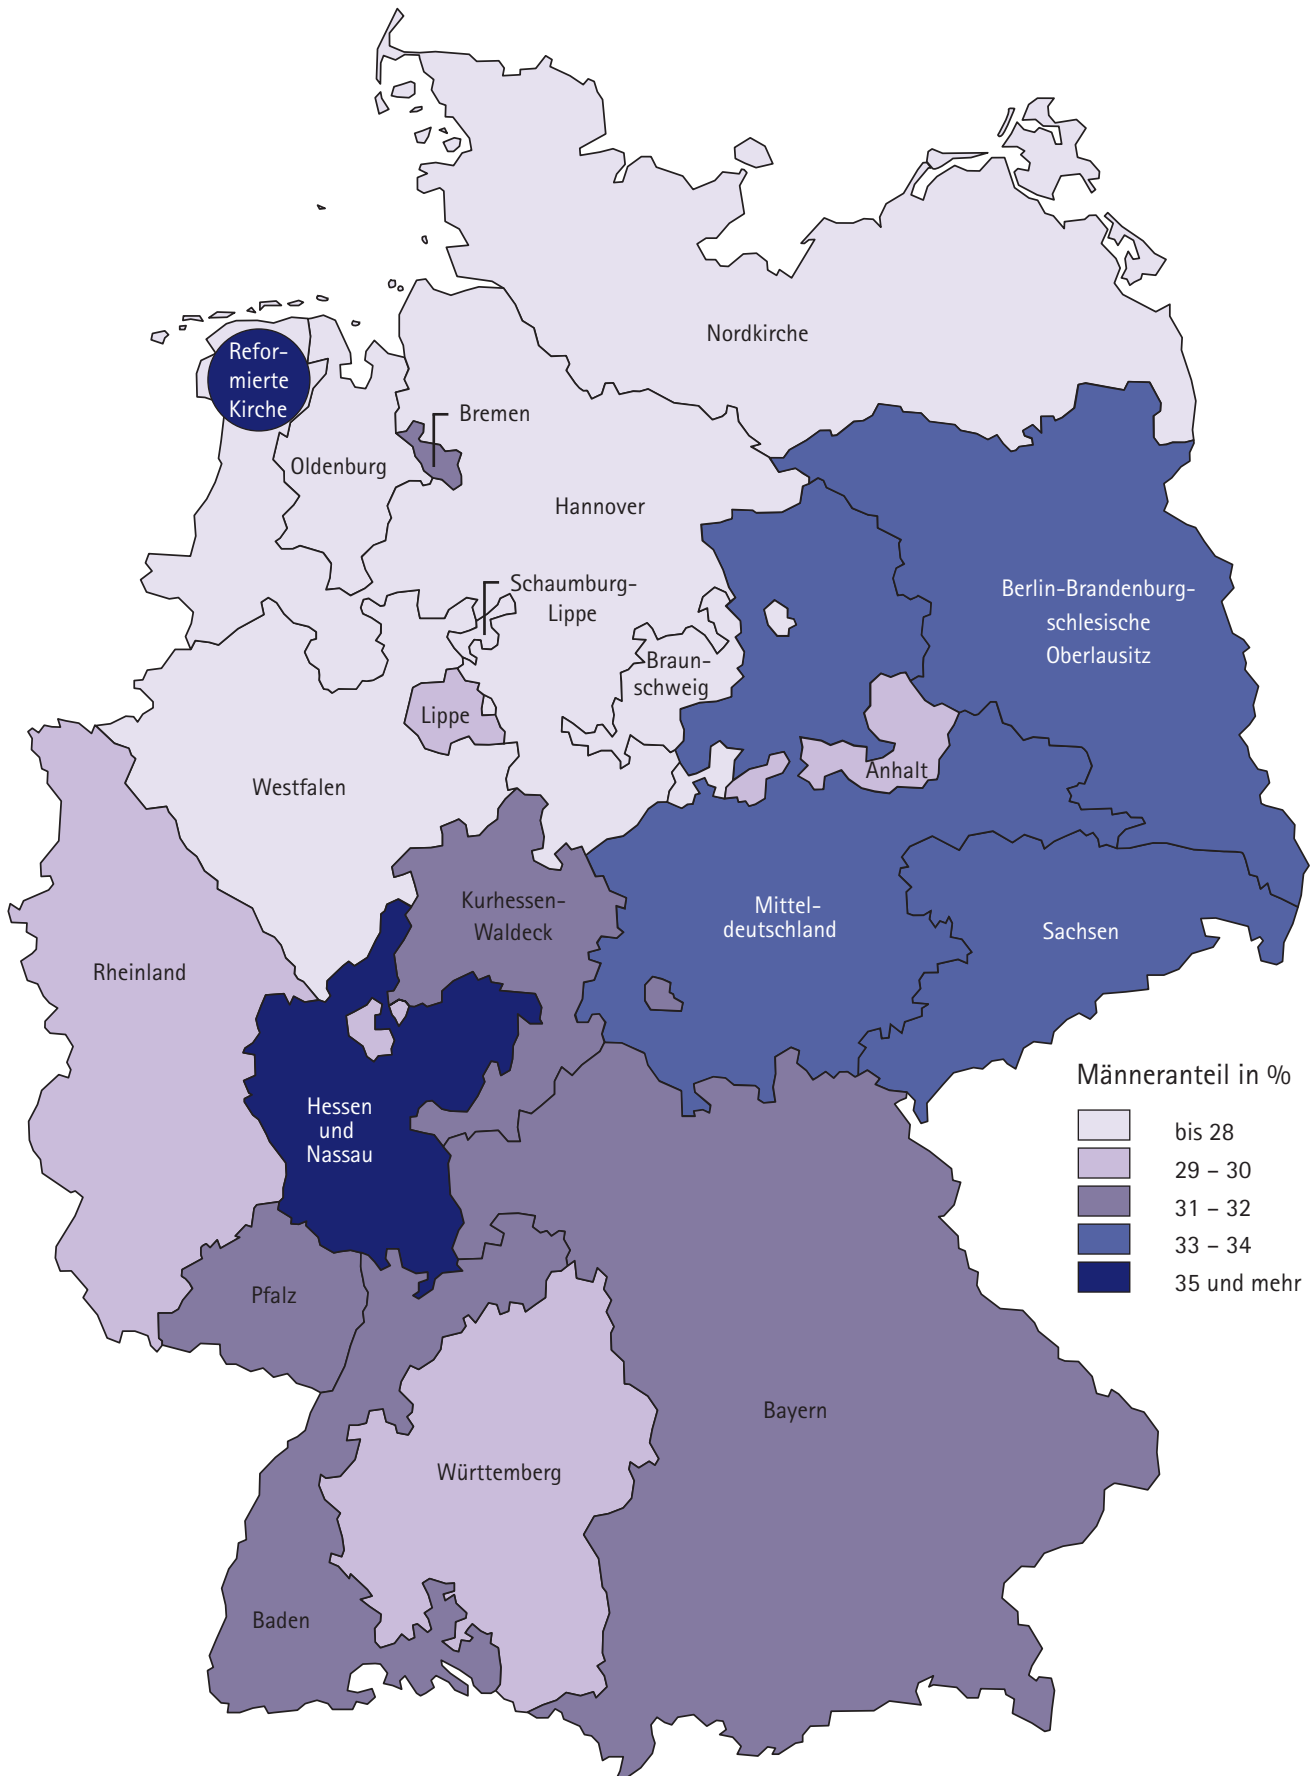 Nordkirche
Refor-
mierte
Kirche
Bremen
Oldenburg
Hannover
Schaumburg-
Lippe
Berlin-Brandenburg-
schlesische
Oberlausitz
Braun-
schweig
Lippe
Anhalt
Westfalen
Kurhessen-
Waldeck
Mittel-
deutschland
Sachsen
Rheinland
Hessen
und
Nassau
Männeranteil in %
bis 28
29 – 30
31 – 32
33 – 34
35 und mehr
Pfalz
Bayern
Württemberg
Baden